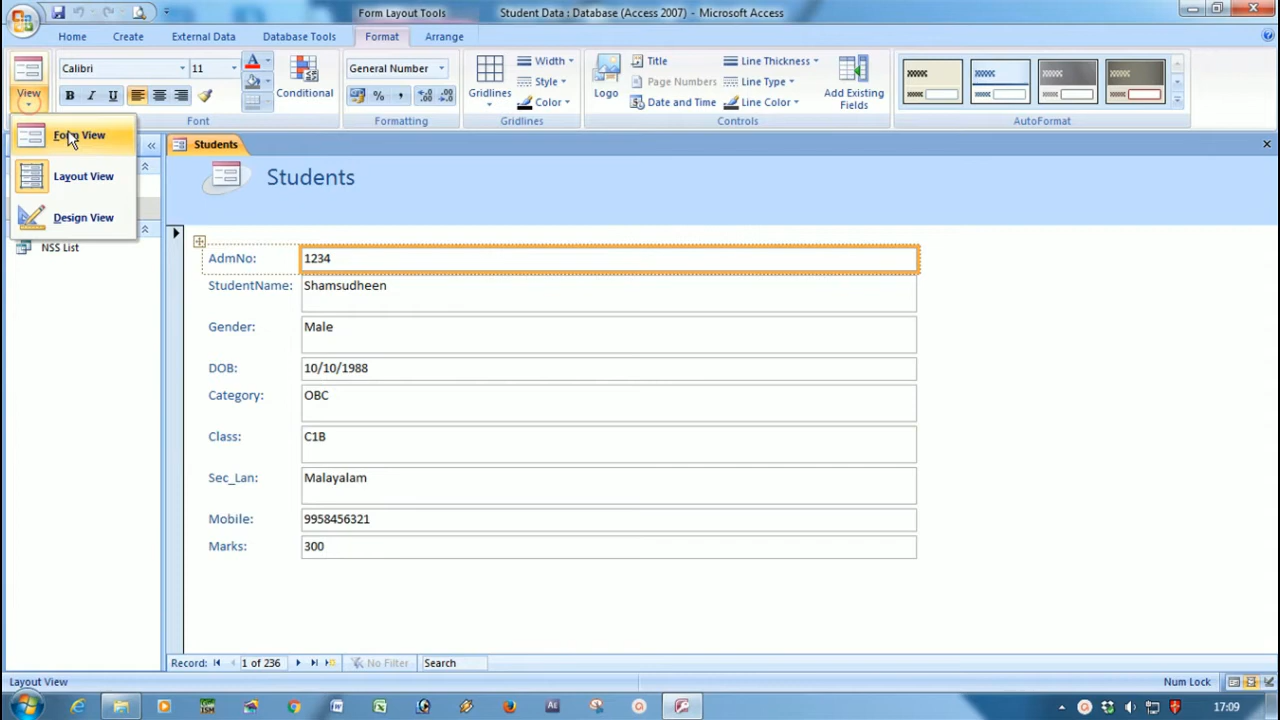 Form Layout Tools
Student Data : Database (Access 2007) - Microsoft Access
Home
Create
External Data
Database Tools
Format
Arrange
View
Calibri
11
B I U
Font
Conditional
General Number
% ,
Formatting
Gridlines
Width
Style
Color
Gridlines
Logo
Title
Page Numbers
Date and Time
Line Thickness
Line Type
Line Color
Add Existing
Fields
Controls
AutoFormat
Form View
Layout View
Design View
NSS List
Students
Students
AdmNo: 1234
StudentName: Shamsudheen
Gender: Male
DOB: 10/10/1988
Category: OBC
Class: C1B
Sec_Lan: Malayalam
Mobile: 9958456321
Marks: 300
Record: 1 of 236 No Filter Search
Layout View
Num Lock
17:09